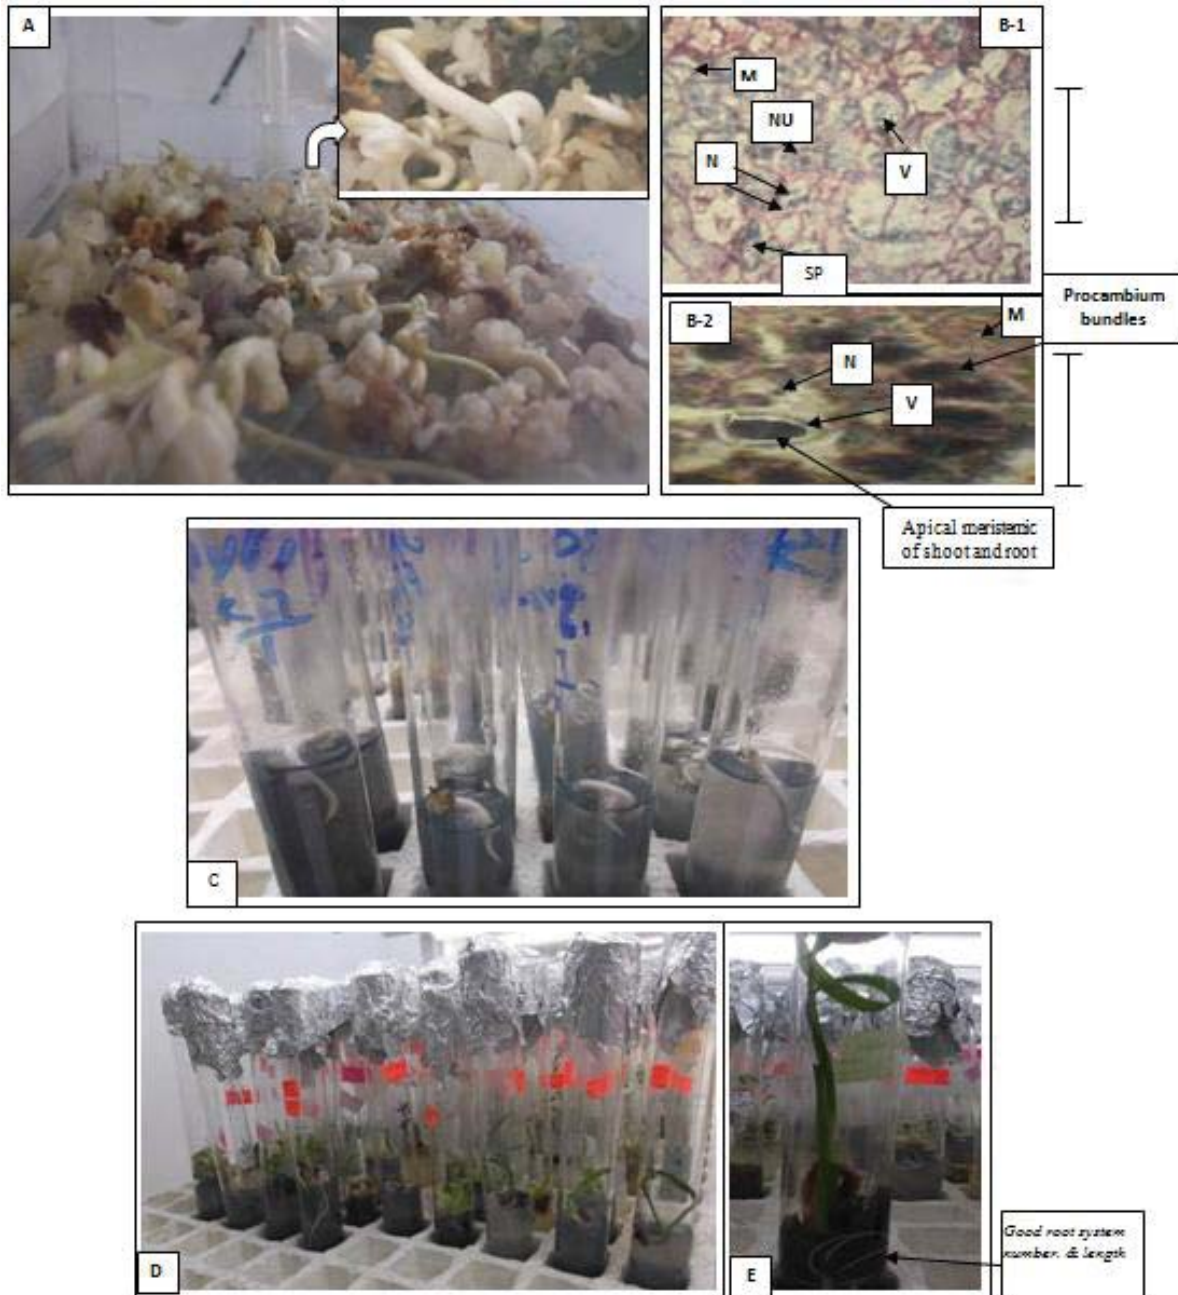 A
B-1
M
NU
N
V
SP
Procambium
bundles
B-2
M
N
V
Apical meristemic
of shoot and root
C
D
E
Good root system
number. & length